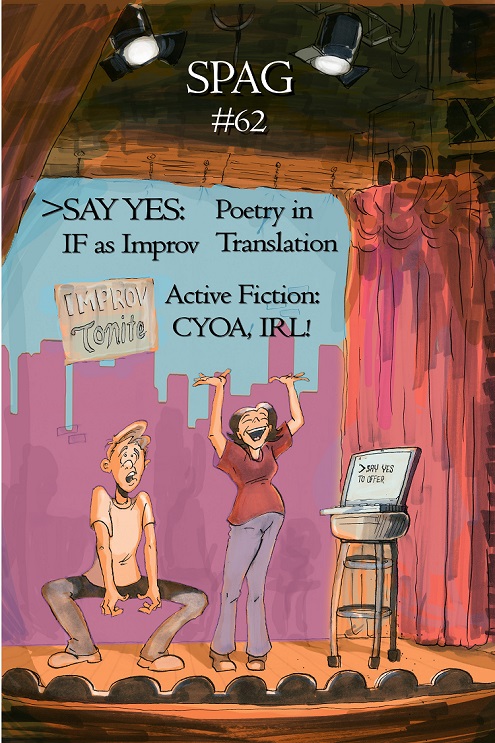 SPAG
#62
>SAY YES:
IF as Improv
Poetry in
Translation
Active Fiction:
CYOA, IRL!
IMPROV
Tonite
>SAY YES
TO OFFER